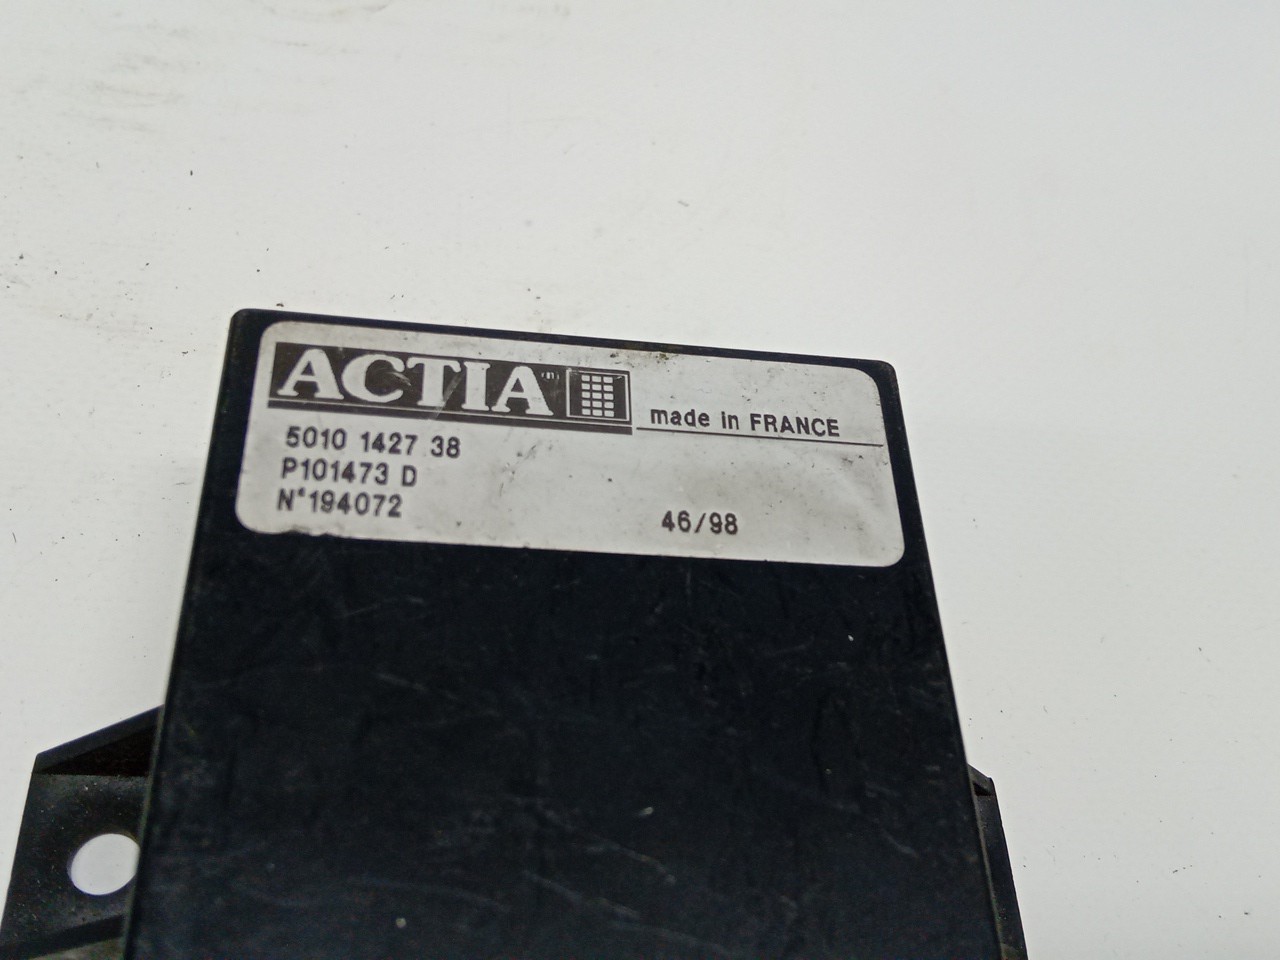 ACTIA
made in FRANCE
5010 1427 38
P101473 D
N°194072
46/98